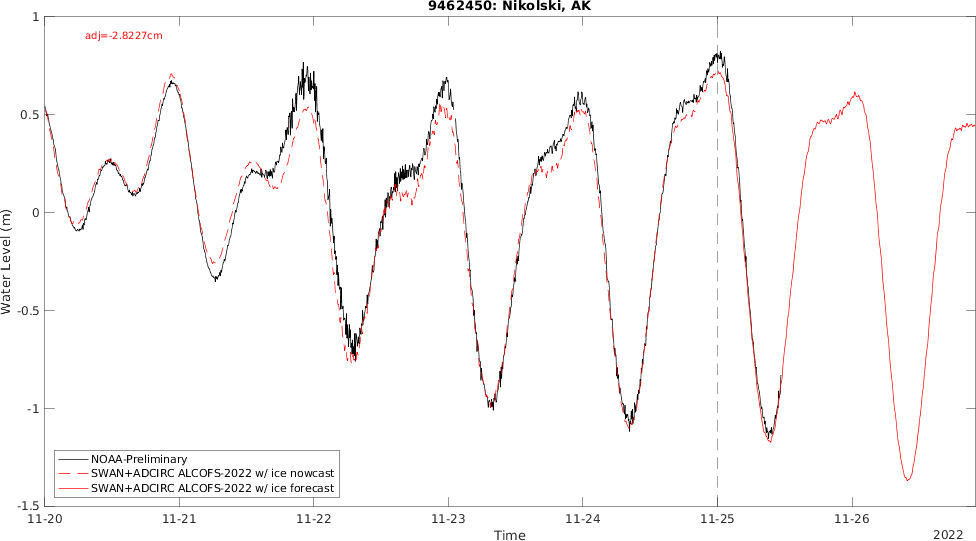 9462450: Nikolski, AK
adj=-2.8227cm
1
0.5
0
-0.5
-1
-1.5
Water Level (m)
NOAA-Preliminary
SWAN+ADCIRC ALCOFS-2022 w/ ice nowcast
SWAN+ADCIRC ALCOFS-2022 w/ ice forecast
11-20 11-21 11-22 11-23 11-24 11-25 11-26
Time
2022